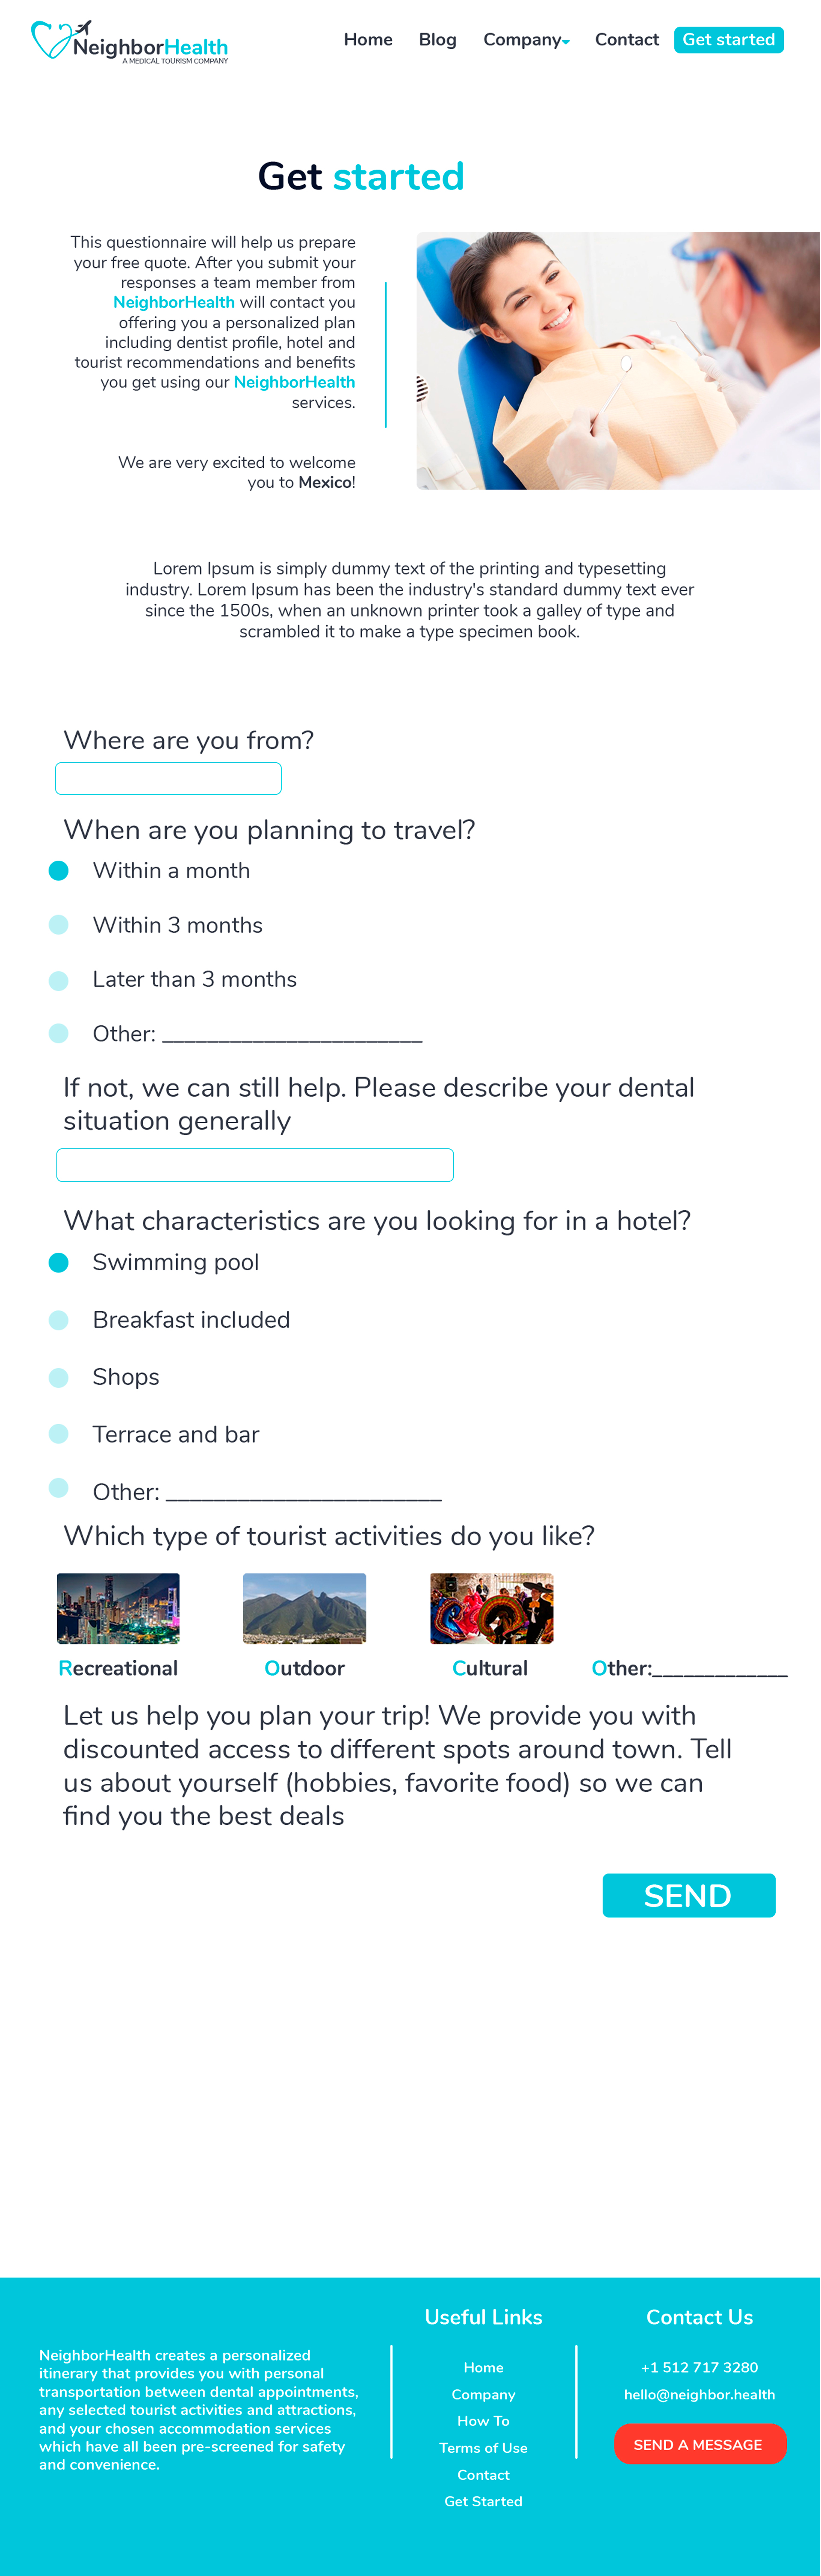 NeighborHealth
A MEDICAL TOURISM COMPANY
Home Blog Company Contact Get started
Get started
This questionnaire will help us prepare
your free quote. After you submit your
responses a team member from
NeighborHealth will contact you
offering you a personalized plan
including dentist profile, hotel and
tourist recommendations and benefits
you get using our NeighborHealth
services.
We are very excited to welcome
you to Mexico!
Lorem Ipsum is simply dummy text of the printing and typesetting
industry. Lorem Ipsum has been the industry's standard dummy text ever
since the 1500s, when an unknown printer took a galley of type and
scrambled it to make a type specimen book.
Where are you from?
When are you planning to travel?
Within a month
Within 3 months
Later than 3 months
Other: _______________________
If not, we can still help. Please describe your dental
situation generally
What characteristics are you looking for in a hotel?
Swimming pool
Breakfast included
Shops
Terrace and bar
Other: _______________________
Which type of tourist activities do you like?
Recreational Outdoor Cultural Other:_____________
Let us help you plan your trip! We provide you with
discounted access to different spots around town. Tell
us about yourself (hobbies, favorite food) so we can
find you the best deals
SEND
NeighborHealth creates a personalized
itinerary that provides you with personal
transportation between dental appointments,
any selected tourist activities and attractions,
and your chosen accommodation services
which have all been pre-screened for safety
and convenience.
Useful Links
Home
Company
How To
Terms of Use
Contact
Get Started
Contact Us
+1 512 717 3280
hello@neighbor.health
SEND A MESSAGE